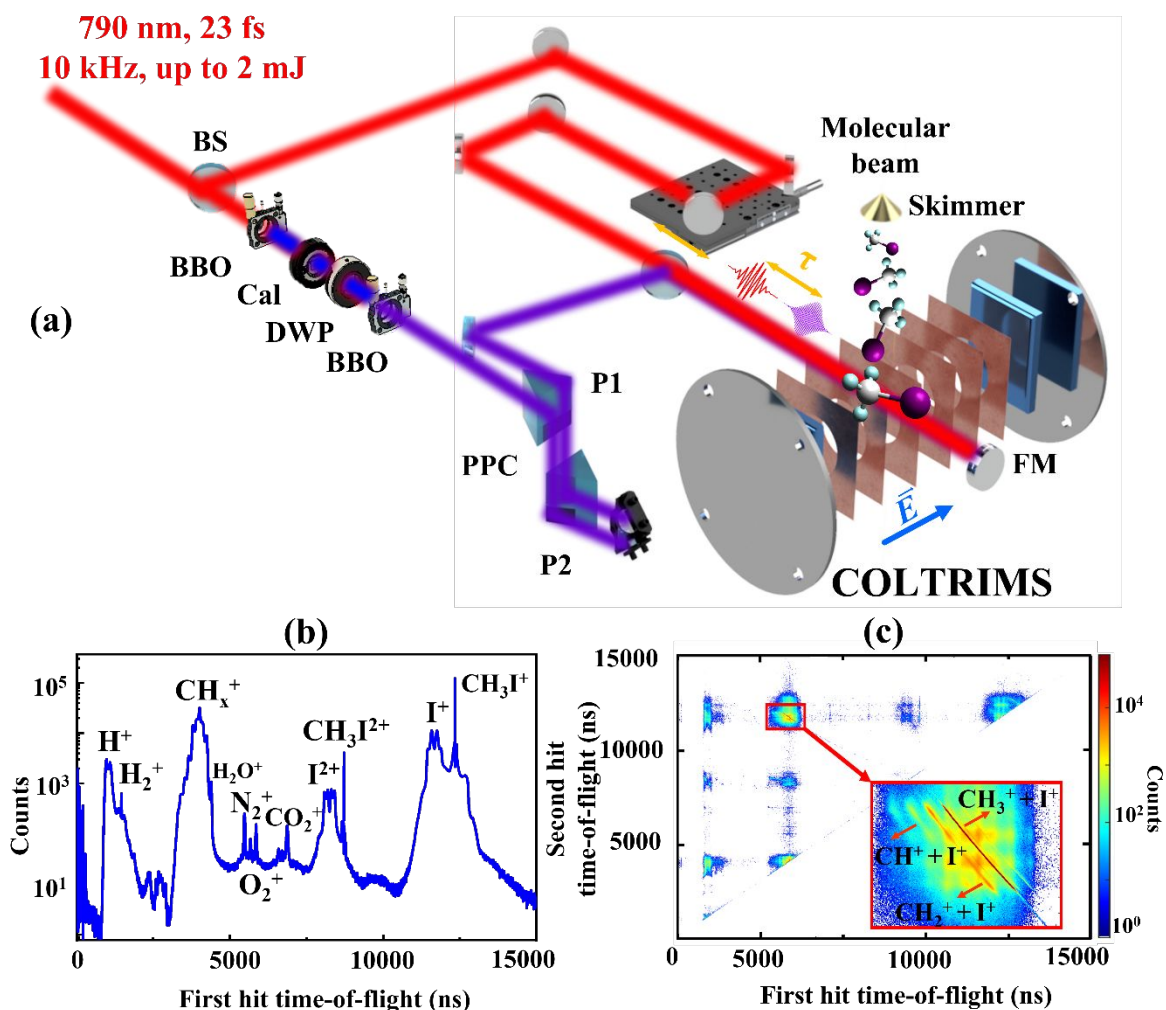 790 nm, 23 fs
10 kHz, up to 2 mJ
BS
BBO
Cal
DWP
BBO
(a)
P1
PPC
P2
τ
Molecular
beam
Skimmer
FM
E⃗
COLTRIMS
(b)
Counts
10⁵
10³
10¹
H⁺
H₂⁺
CHₓ⁺
H₂O⁺
N₂⁺
O₂⁺
CO₂⁺
I²⁺
CH₃I²⁺
I⁺
CH₃I⁺
0 5000 10000 15000
First hit time-of-flight (ns)
(c)
Second hit
time-of-flight (ns)
15000
10000
5000
0
CH₃⁺ + I⁺
CH⁺ + I⁺
CH₂⁺ + I⁺
0 5000 10000 15000
First hit time-of-flight (ns)
10⁴
10²
10⁰
Counts